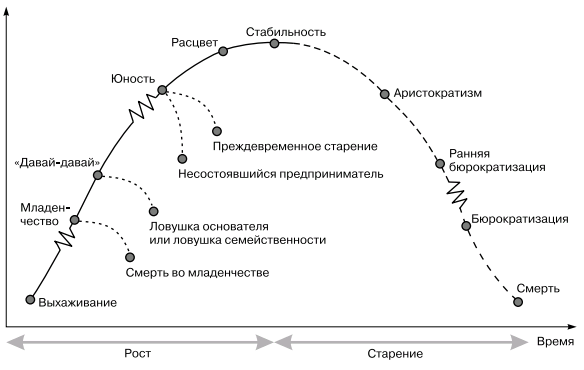 Стабильность
Расцвет
Юность
Аристократизм
Преждевременное старение
«Давай-давай»
Ранняя
бюрократизация
Несостоявшийся предприниматель
Младен-
чество
Ловушка основателя
или ловушка семейственности
Бюрократизация
Смерть во младенчестве
Выхаживание
Смерть
Время
Рост
Старение